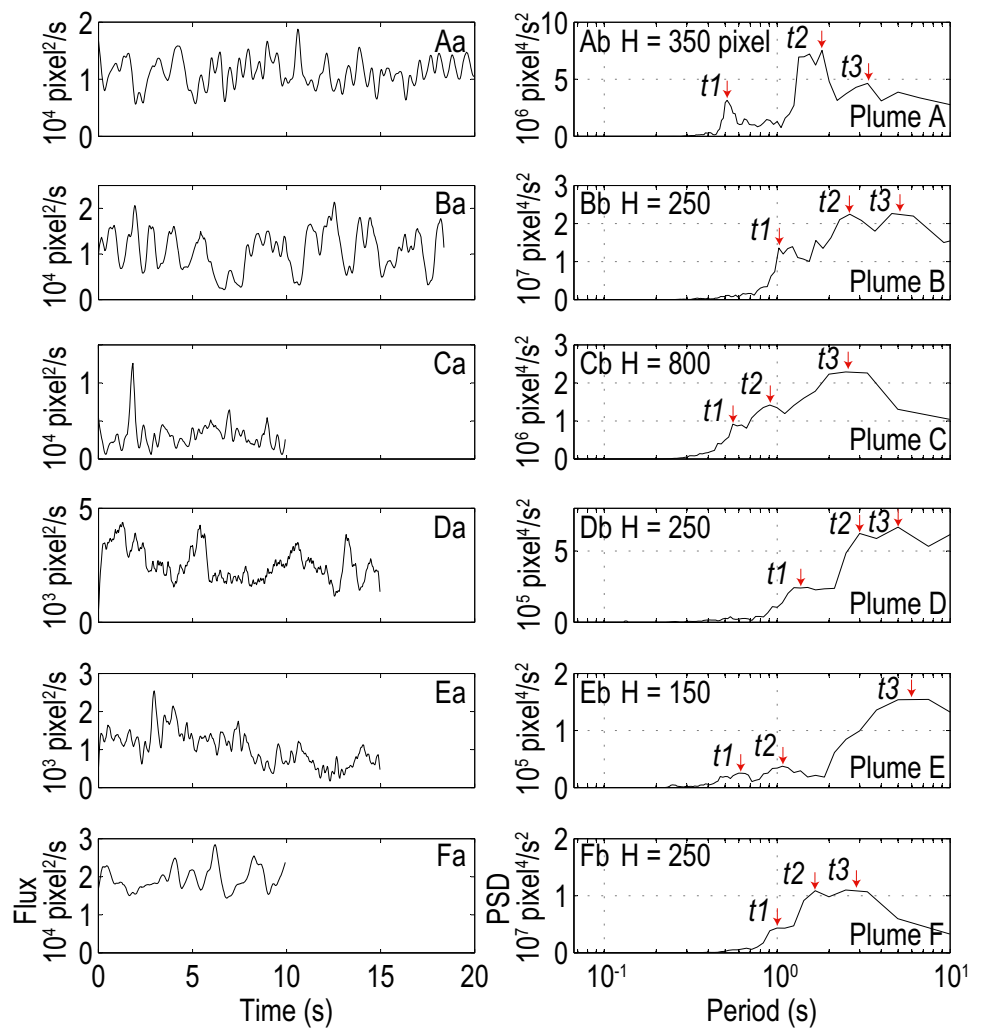 2
1
0
10⁴ pixel²/s
Aa
10
5
0
10⁶ pixel⁴/s²
Ab H = 350 pixel
t1
t2
t3
Plume A
2
1
0
10⁴ pixel²/s
Ba
3
2
1
0
10⁷ pixel⁴/s²
Bb H = 250
t1
t2
t3
Plume B
1
0
10⁴ pixel²/s
Ca
3
2
1
0
10⁶ pixel⁴/s²
Cb H = 800
t1
t2
t3
Plume C
5
0
10³ pixel²/s
Da
5
0
10⁵ pixel⁴/s²
Db H = 250
t1
t2
t3
Plume D
3
2
1
0
10³ pixel²/s
Ea
2
1
0
10⁵ pixel⁴/s²
Eb H = 150
t1
t2
t3
Plume E
3
2
1
0
Flux
10⁴ pixel²/s
Fa
0 5 10 15 20
Time (s)
2
1
0
PSD
10⁷ pixel⁴/s²
Fb H = 250
t1
t2
t3
Plume F
10⁻¹ 10⁰ 10¹
Period (s)